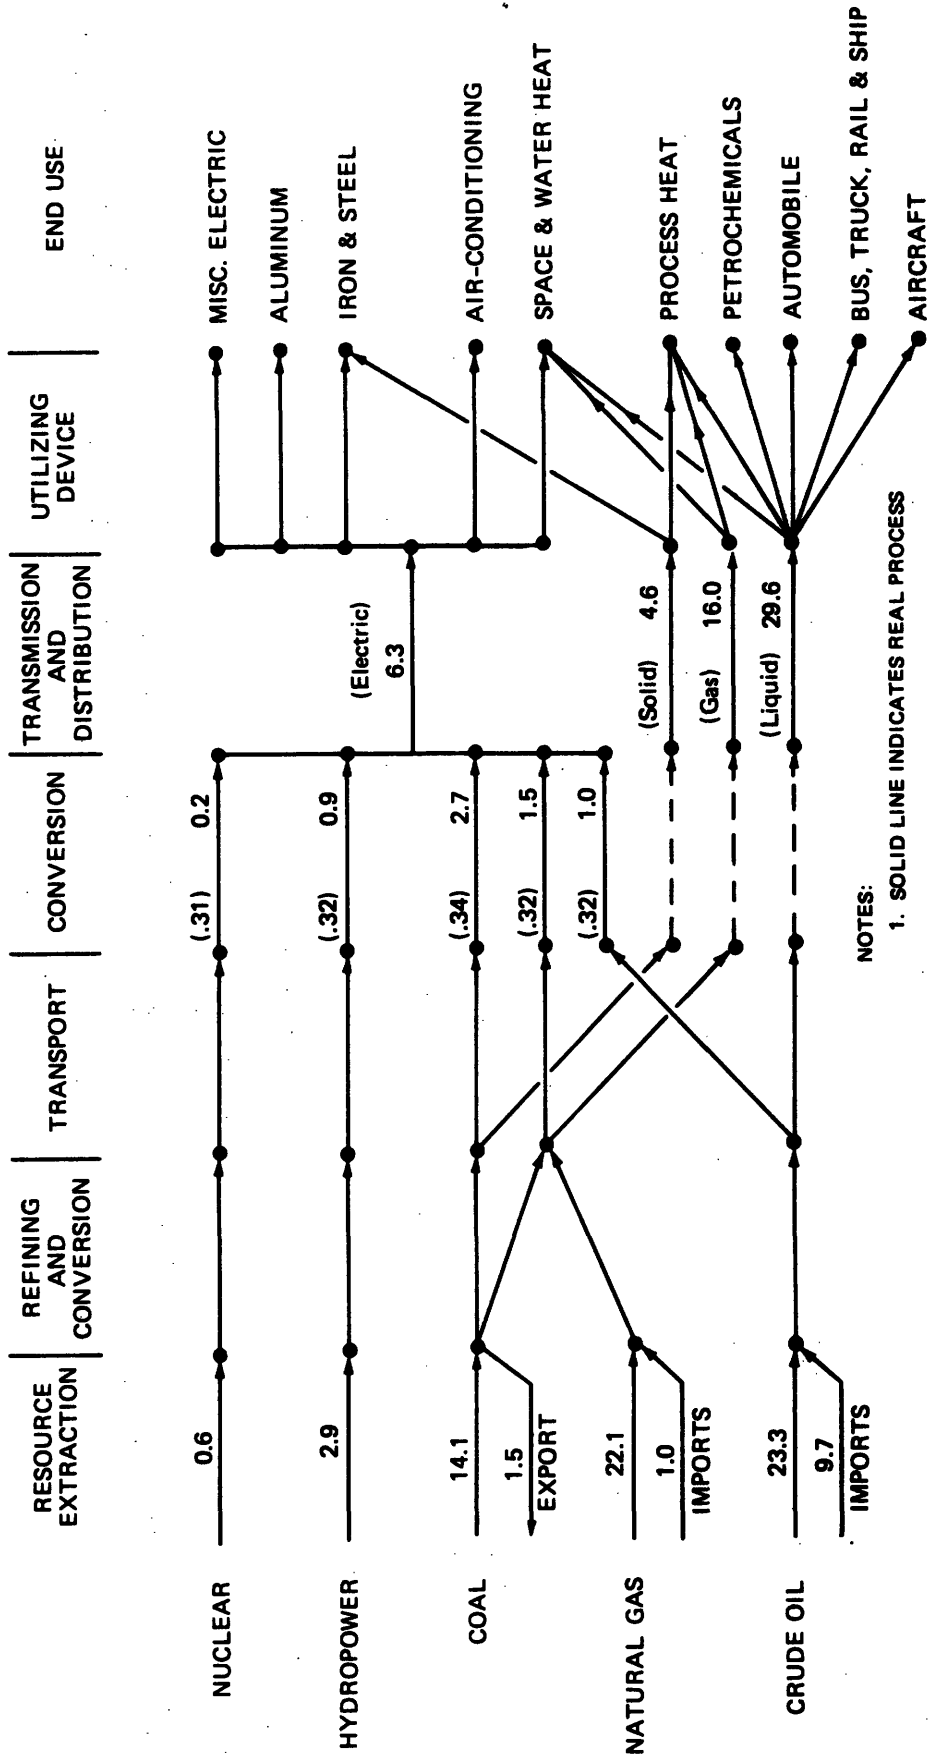 RESOURCE
EXTRACTION
REFINING
AND
CONVERSION
TRANSPORT
CONVERSION
TRANSMISSION
AND
DISTRIBUTION
UTILIZING
DEVICE
END USE
NUCLEAR
0.6
(.31)
0.2
MISC. ELECTRIC
ALUMINUM
HYDROPOWER
2.9
(.32)
0.9
IRON & STEEL
(Electric)
6.3
COAL
14.1
(.34)
2.7
AIR-CONDITIONING
1.5
EXPORT
(.32)
1.5
SPACE & WATER HEAT
(.32)
1.0
NATURAL GAS
22.1
(Solid)
4.6
PROCESS HEAT
1.0
IMPORTS
(Gas)
16.0
PETROCHEMICALS
CRUDE OIL
23.3
(Liquid)
29.6
AUTOMOBILE
9.7
IMPORTS
BUS, TRUCK, RAIL & SHIP
AIRCRAFT
NOTES:
1. SOLID LINE INDICATES REAL PROCESS